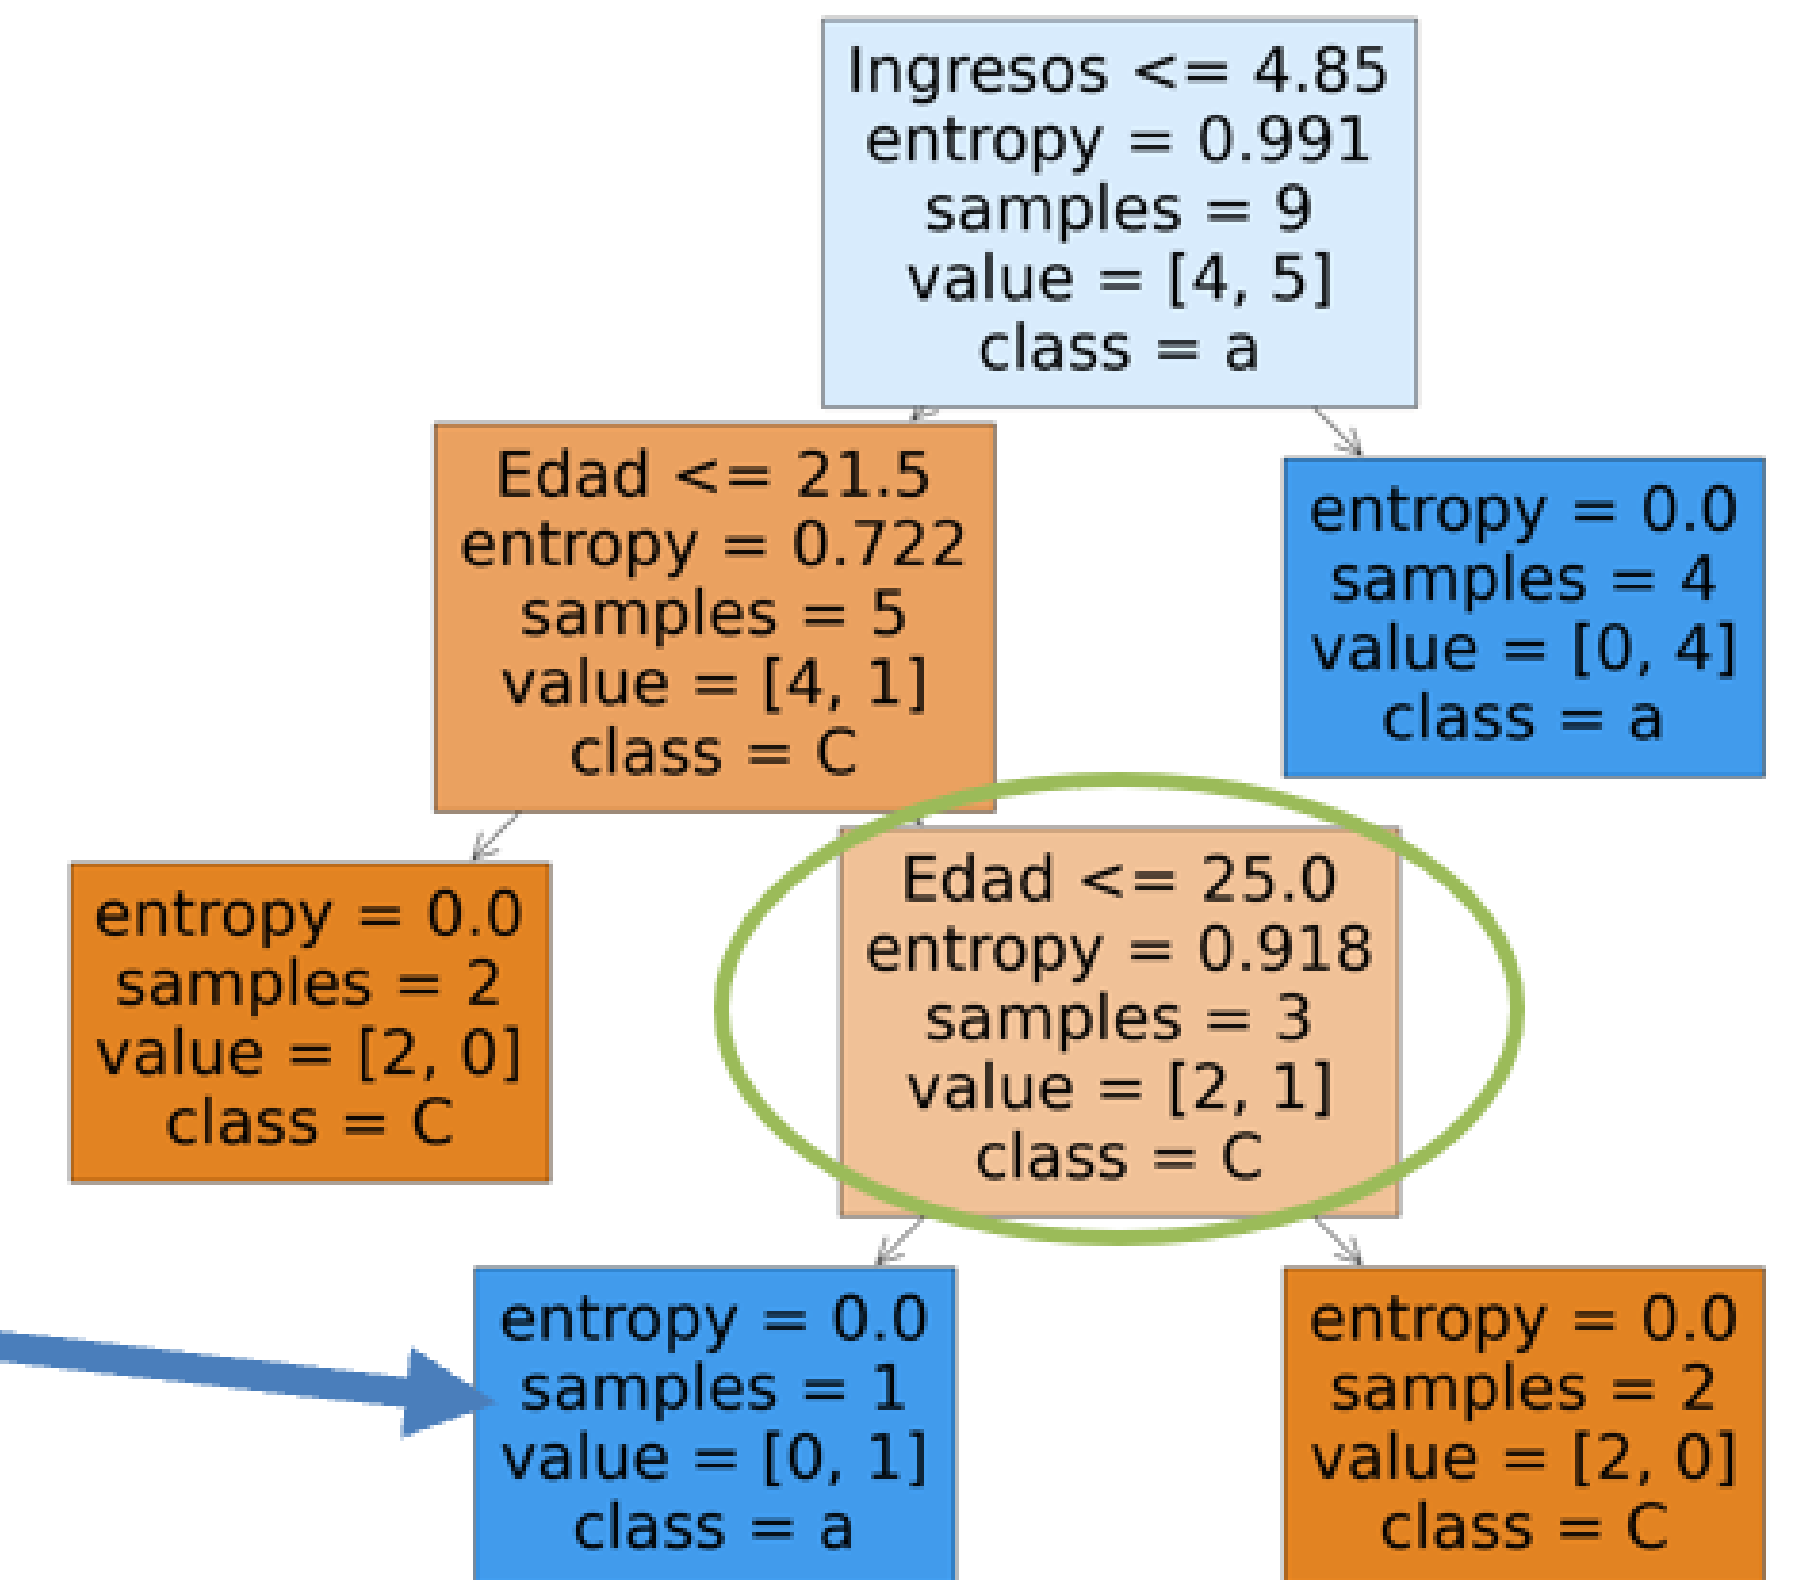 Ingresos <= 4.85
entropy = 0.991
samples = 9
value = [4, 5]
class = a
Edad <= 21.5
entropy = 0.722
samples = 5
value = [4, 1]
class = C
entropy = 0.0
samples = 4
value = [0, 4]
class = a
entropy = 0.0
samples = 2
value = [2, 0]
class = C
Edad <= 25.0
entropy = 0.918
samples = 3
value = [2, 1]
class = C
entropy = 0.0
samples = 1
value = [0, 1]
class = a
entropy = 0.0
samples = 2
value = [2, 0]
class = C